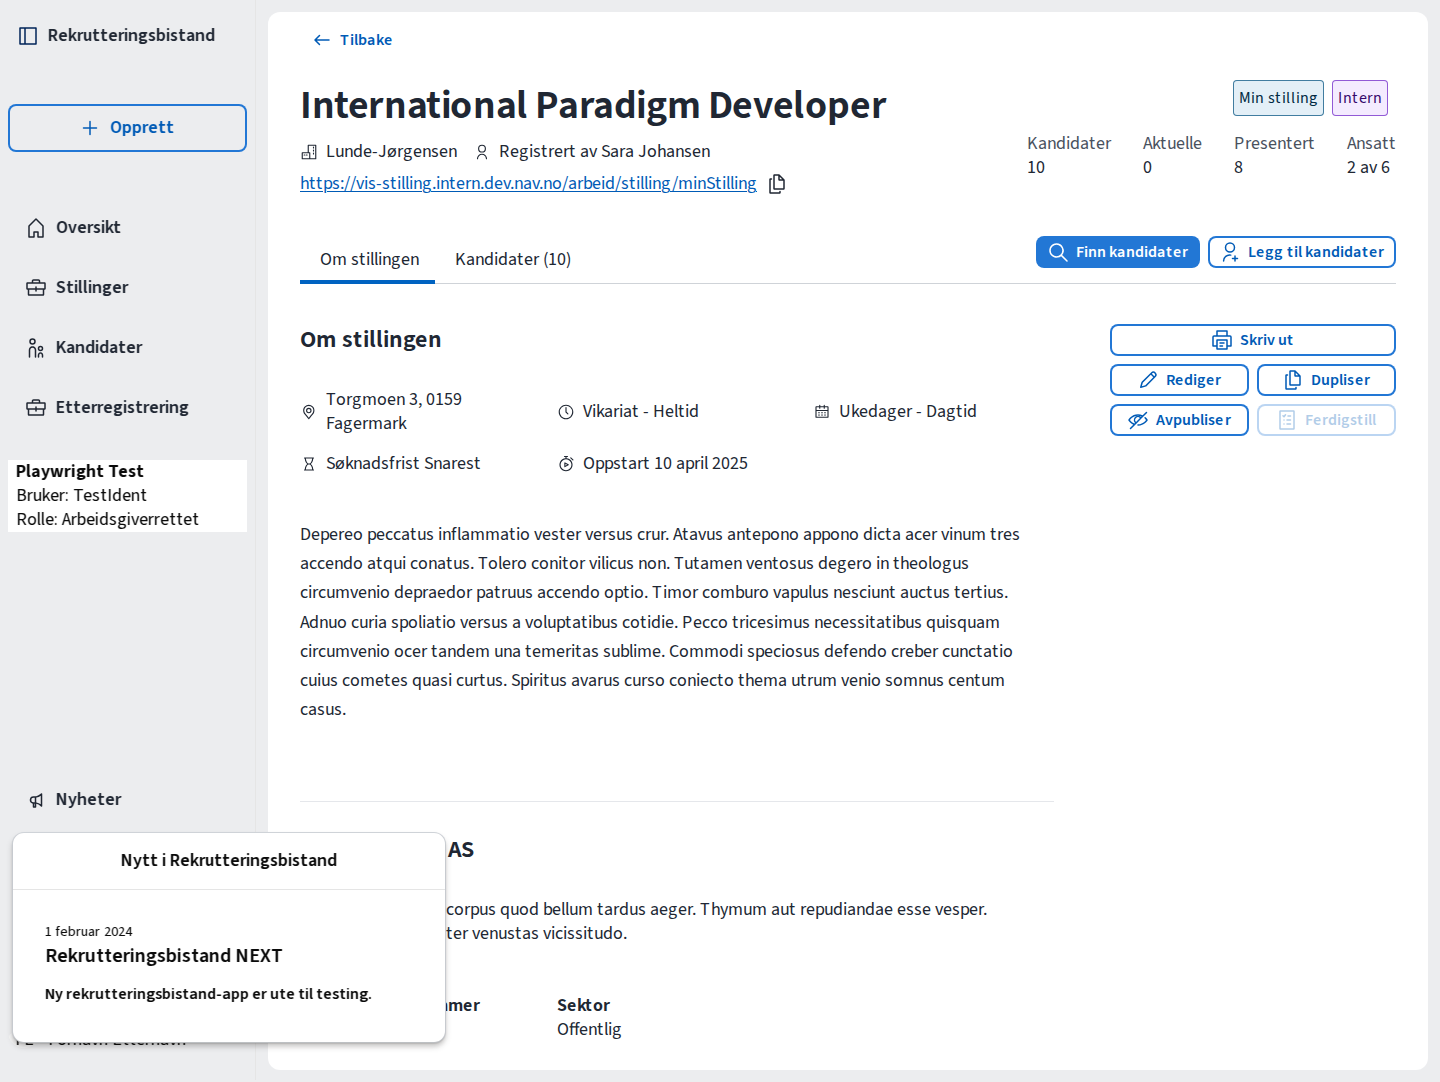 Rekrutteringsbistand
Opprett
Oversikt
Stillinger
Kandidater
Etterregistrering
Playwright Test
Bruker: TestIdent
Rolle: Arbeidsgiverrettet
Nyheter
Nytt i Rekrutteringsbistand
1 februar 2024
Rekrutteringsbistand NEXT
Ny rekrutteringsbistand-app er ute til testing.
Tilbake
International Paradigm Developer
Min stilling
Intern
Lunde-Jørgensen
Registrert av Sara Johansen
https://vis-stilling.intern.dev.nav.no/arbeid/stilling/minStilling
Kandidater
10
Aktuelle
0
Presentert
8
Ansatt
2 av 6
Om stillingen
Kandidater (10)
Finn kandidater
Legg til kandidater
Om stillingen
Skriv ut
Rediger
Dupliser
Avpubliser
Ferdigstill
Torgmoen 3, 0159
Fagermark
Vikariat - Heltid
Ukedager - Dagtid
Søknadsfrist Snarest
Oppstart 10 april 2025
Depereo peccatus inflammatio vester versus crur. Atavus antepono appono dicta acer vinum tres
accendo atqui conatus. Tolero conitor vilicus non. Tutamen ventosus degero in theologus
circumvenio depraedor patruus accendo optio. Timor comburo vapulus nesciunt auctus tertius.
Adnuo curia spoliatio versus a voluptatibus cotidie. Pecco tricesimus necessitatibus quisquam
circumvenio ocer tandem una temeritas sublime. Commodi speciosus defendo creber cunctatio
cuius cometes quasi curtus. Spiritus avarus curso coniecto thema utrum venio somnus centum
casus.
AS
corpus quod bellum tardus aeger. Thymum aut repudiandae esse vesper.
venustas vicissitudo.
Sektor
Offentlig